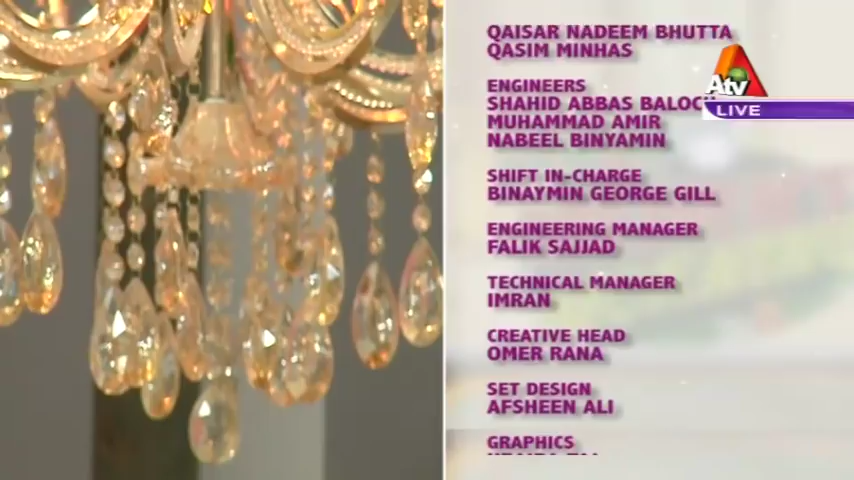 QAISAR NADEEM BHUTTA
QASIM MINHAS
ENGINEERS
SHAHID ABBAS
MUHAMMAD AMIR
NABEEL BINYAMIN
SHIFT IN-CHARGE
BINAYMIN GEORGE GILL
ENGINEERING MANAGER
FALIK SAJJAD
TECHNICAL MANAGER
IMRAN
CREATIVE HEAD
OMER RANA
SET DESIGN
AFSHEEN ALI
GRAPHICS
Atv
LIVE